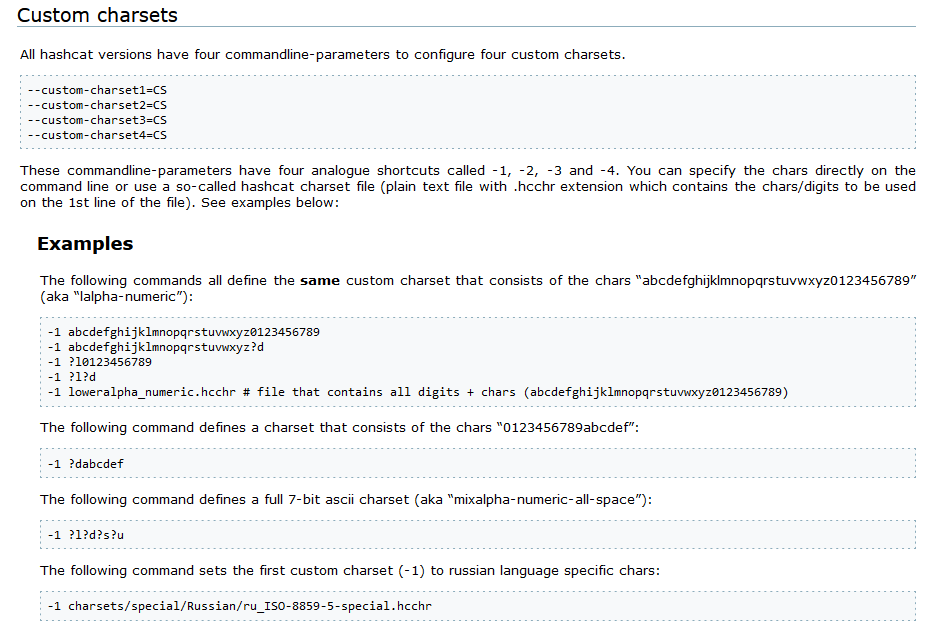 Custom charsets
All hashcat versions have four commandline-parameters to configure four custom charsets.
--custom-charset1=CS
--custom-charset2=CS
--custom-charset3=CS
--custom-charset4=CS
These commandline-parameters have four analogue shortcuts called -1, -2, -3 and -4. You can specify the chars directly on the
command line or use a so-called hashcat charset file (plain text file with .hcchr extension which contains the chars/digits to be used
on the 1st line of the file). See examples below:
Examples
The following commands all define the same custom charset that consists of the chars “abcdefghijklmnopqrstuvwxyz0123456789”
(aka “lalpha-numeric”):
-1 abcdefghijklmnopqrstuvwxyz0123456789
-1 abcdefghijklmnopqrstuvwxyz?d
-1 ?l0123456789
-1 ?l?d
-1 loweralpha_numeric.hcchr # file that contains all digits + chars (abcdefghijklmnopqrstuvwxyz0123456789)
The following command defines a charset that consists of the chars “0123456789abcdef”:
-1 ?dabcdef
The following command defines a full 7-bit ascii charset (aka “mixalpha-numeric-all-space”):
-1 ?l?d?s?u
The following command sets the first custom charset (-1) to russian language specific chars:
-1 charsets/special/Russian/ru_ISO-8859-5-special.hcchr